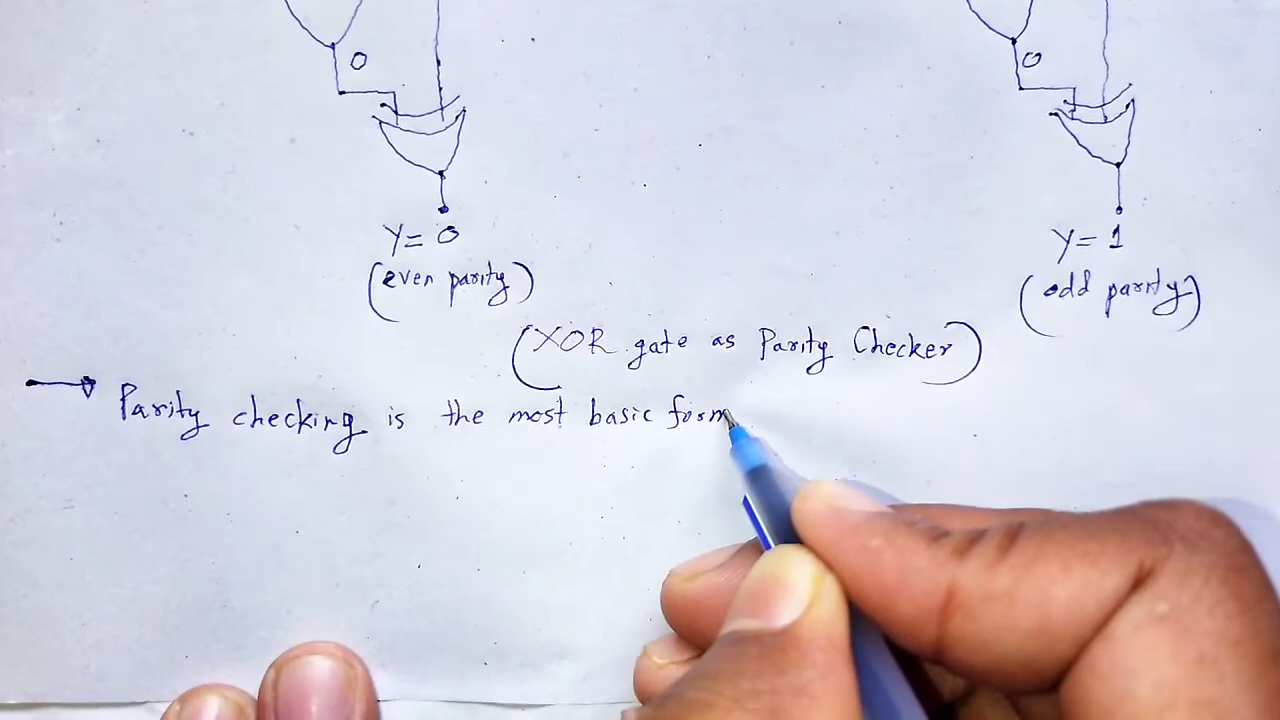 0 0
Y= 0 Y= 1
(even parity) (odd parity)
(XOR gate as Parity Checker)
Parity checking is the most basic form